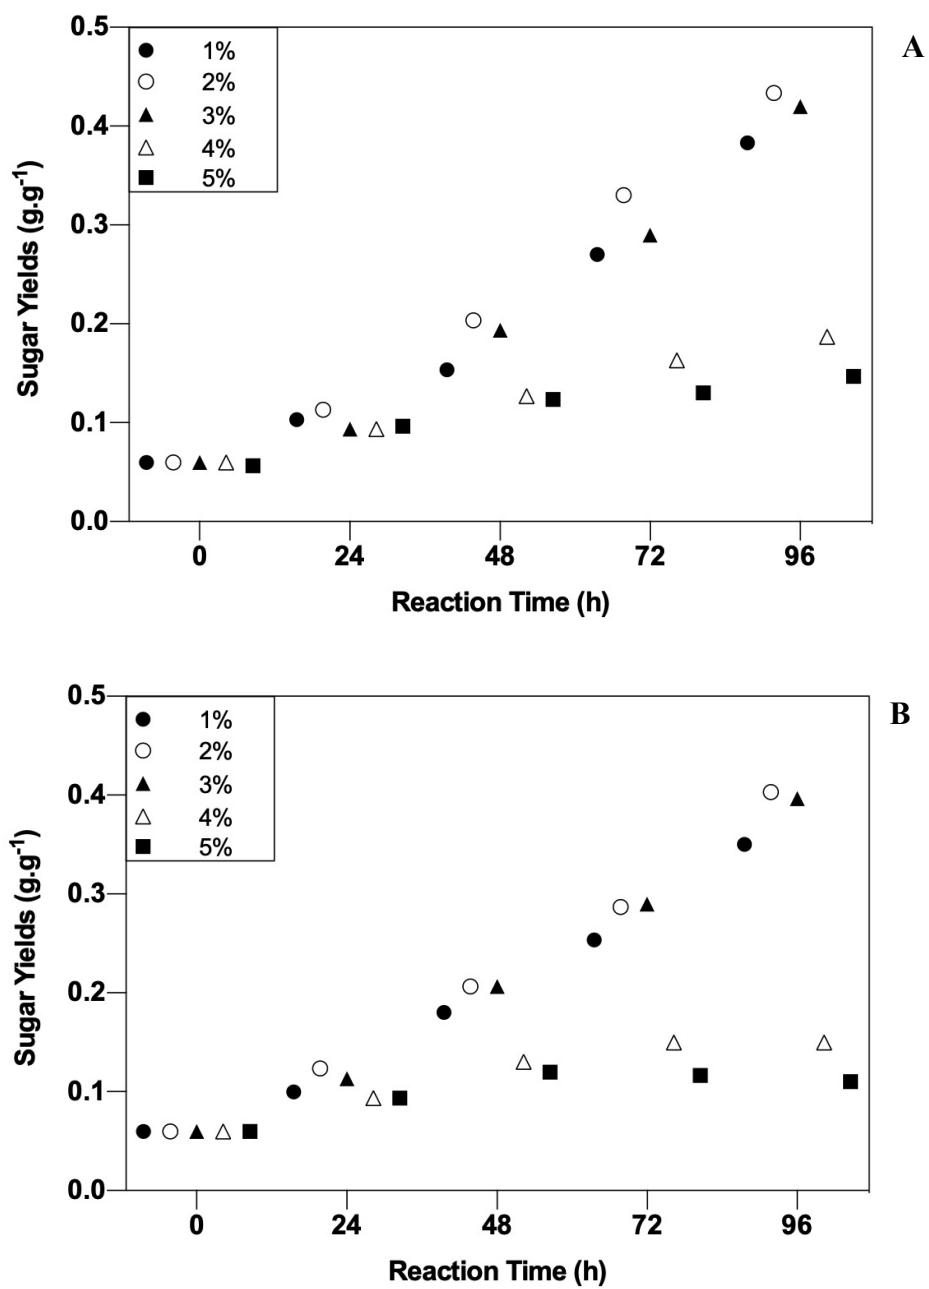 A
0.5
1%
2%
3%
4%
5%
0.4
0.3
0.2
0.1
0.0
Sugar Yields (g.g-1)
0 24 48 72 96
Reaction Time (h)
B
0.5
1%
2%
3%
4%
5%
0.4
0.3
0.2
0.1
0.0
Sugar Yields (g.g-1)
0 24 48 72 96
Reaction Time (h)